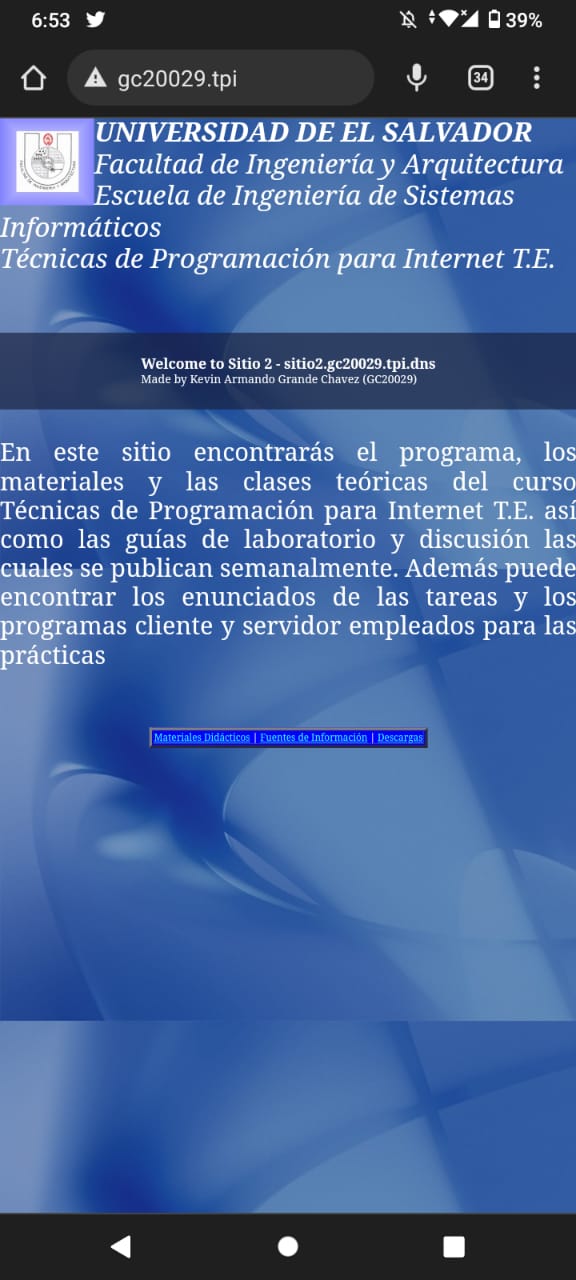 6:53
39%
gc20029.tpi
34
UNIVERSIDAD DE EL SALVADOR
Facultad de Ingeniería y Arquitectura
Escuela de Ingeniería de Sistemas
Informáticos
Técnicas de Programación para Internet T.E.
Welcome to Sitio 2 - sitio2.gc20029.tpi.dns
Made by Kevin Armando Grande Chavez (GC20029)
En este sitio encontrarás el programa, los
materiales y las clases teóricas del curso
Técnicas de Programación para Internet T.E. así
como las guías de laboratorio y discusión las
cuales se publican semanalmente. Además puede
encontrar los enunciados de las tareas y los
programas cliente y servidor empleados para las
prácticas
Materiales Didácticos | Fuentes de Información | Descargas